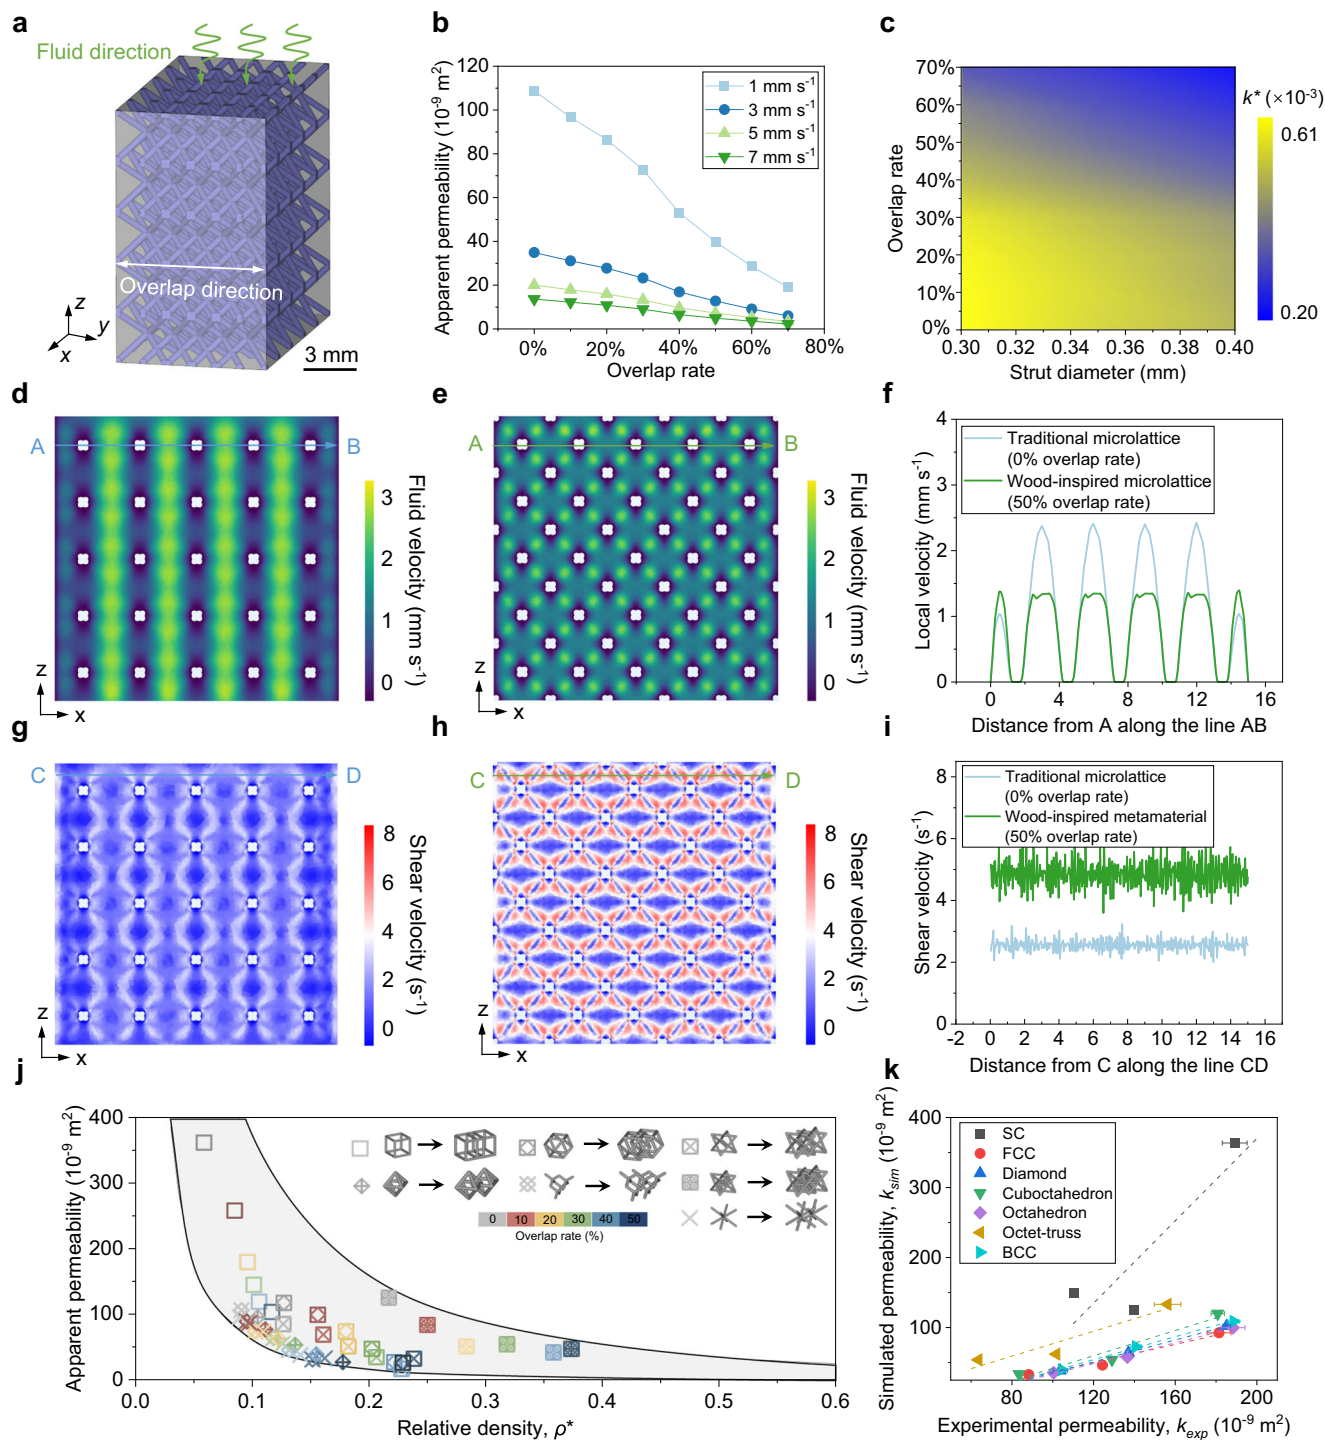 a
Fluid direction
Overlap direction
z
y
x
3 mm
b
Apparent permeability (10⁻⁹ m²)
120
100
80
60
40
20
0
1 mm s⁻¹
3 mm s⁻¹
5 mm s⁻¹
7 mm s⁻¹
0% 20% 40% 60% 80%
Overlap rate
c
Overlap rate
70%
60%
50%
40%
30%
20%
10%
0%
0.30 0.32 0.34 0.36 0.38 0.40
Strut diameter (mm)
k* (×10⁻³)
0.61
0.20
d
A B
z
x
3
2
1
0
Fluid velocity (mm s⁻¹)
e
A B
z
x
3
2
1
0
Fluid velocity (mm s⁻¹)
f
Local velocity (mm s⁻¹)
4
3
2
1
0
Traditional microlattice
(0% overlap rate)
Wood-inspired microlattice
(50% overlap rate)
0 4 8 12 16
Distance from A along the line AB
g
C D
z
x
8
6
4
2
0
Shear velocity (s⁻¹)
h
C D
z
x
8
6
4
2
0
Shear velocity (s⁻¹)
i
Shear velocity (s⁻¹)
8
6
4
2
0
Traditional microlattice
(0% overlap rate)
Wood-inspired metamaterial
(50% overlap rate)
-2 0 2 4 6 8 10 12 14 16
Distance from C along the line CD
j
Apparent permeability (10⁻⁹ m²)
400
300
200
100
0
0 10 20 30 40 50
Overlap rate (%)
0.0 0.1 0.2 0.3 0.4 0.5 0.6
Relative density, ρ*
k
Simulated permeability, k_sim (10⁻⁹ m²)
400
300
200
100
SC
FCC
Diamond
Cuboctahedron
Octahedron
Octet-truss
BCC
80 120 160 200
Experimental permeability, k_exp (10⁻⁹ m²)